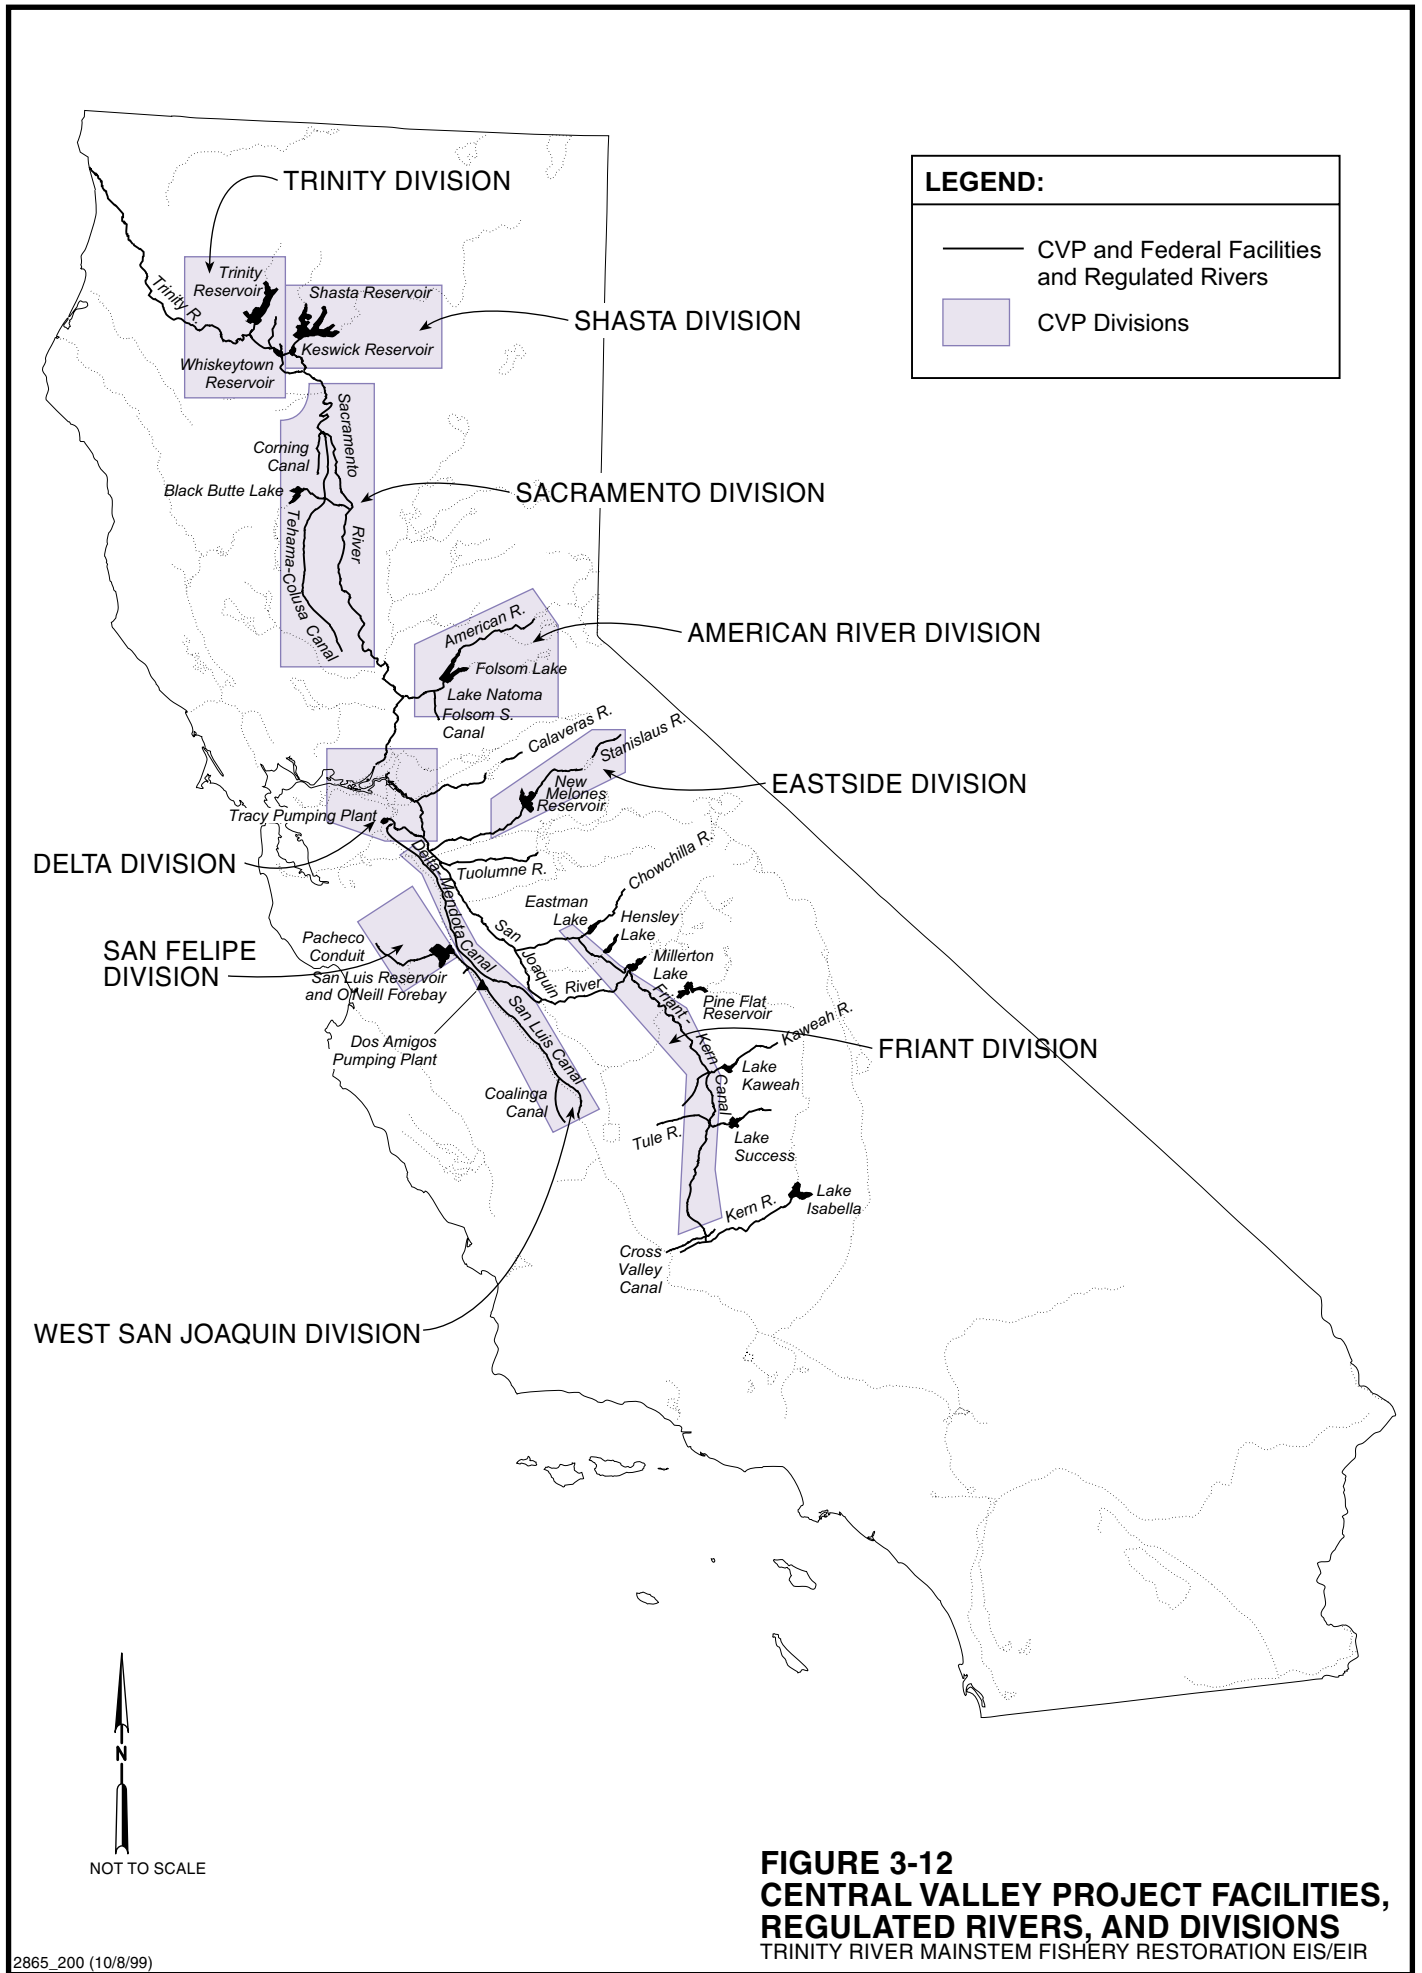 TRINITY DIVISION
LEGEND:
CVP and Federal Facilities
and Regulated Rivers
CVP Divisions
Trinity
Reservoir
Trinity R.
Shasta Reservoir
SHASTA DIVISION
Keswick Reservoir
Whiskeytown
Reservoir
Sacramento
River
Corning
Canal
Black Butte Lake
SACRAMENTO DIVISION
Tehama-Colusa Canal
American R.
AMERICAN RIVER DIVISION
Folsom Lake
Lake Natoma
Folsom S.
Canal
Calaveras R.
Stanislaus R.
New
Melones
Reservoir
EASTSIDE DIVISION
Tracy Pumping Plant
DELTA DIVISION
Delta-Mendota Canal
Tuolumne R.
Chowchilla R.
Eastman
Lake
Hensley
Lake
San
Joaquin
River
Millerton
Lake
Pacheco
Conduit
SAN FELIPE
DIVISION
San Luis Reservoir
and O'Neill Forebay
Pine Flat
Reservoir
Friant-
Kern
Canal
Kaweah R.
FRIANT DIVISION
Dos Amigos
Pumping Plant
San Luis Canal
Lake
Kaweah
Coalinga
Canal
Tule R.
Lake
Success
Kern R.
Lake
Isabella
Cross
Valley
Canal
WEST SAN JOAQUIN DIVISION
N
NOT TO SCALE
FIGURE 3-12
CENTRAL VALLEY PROJECT FACILITIES,
REGULATED RIVERS, AND DIVISIONS
TRINITY RIVER MAINSTEM FISHERY RESTORATION EIS/EIR
2865_200 (10/8/99)